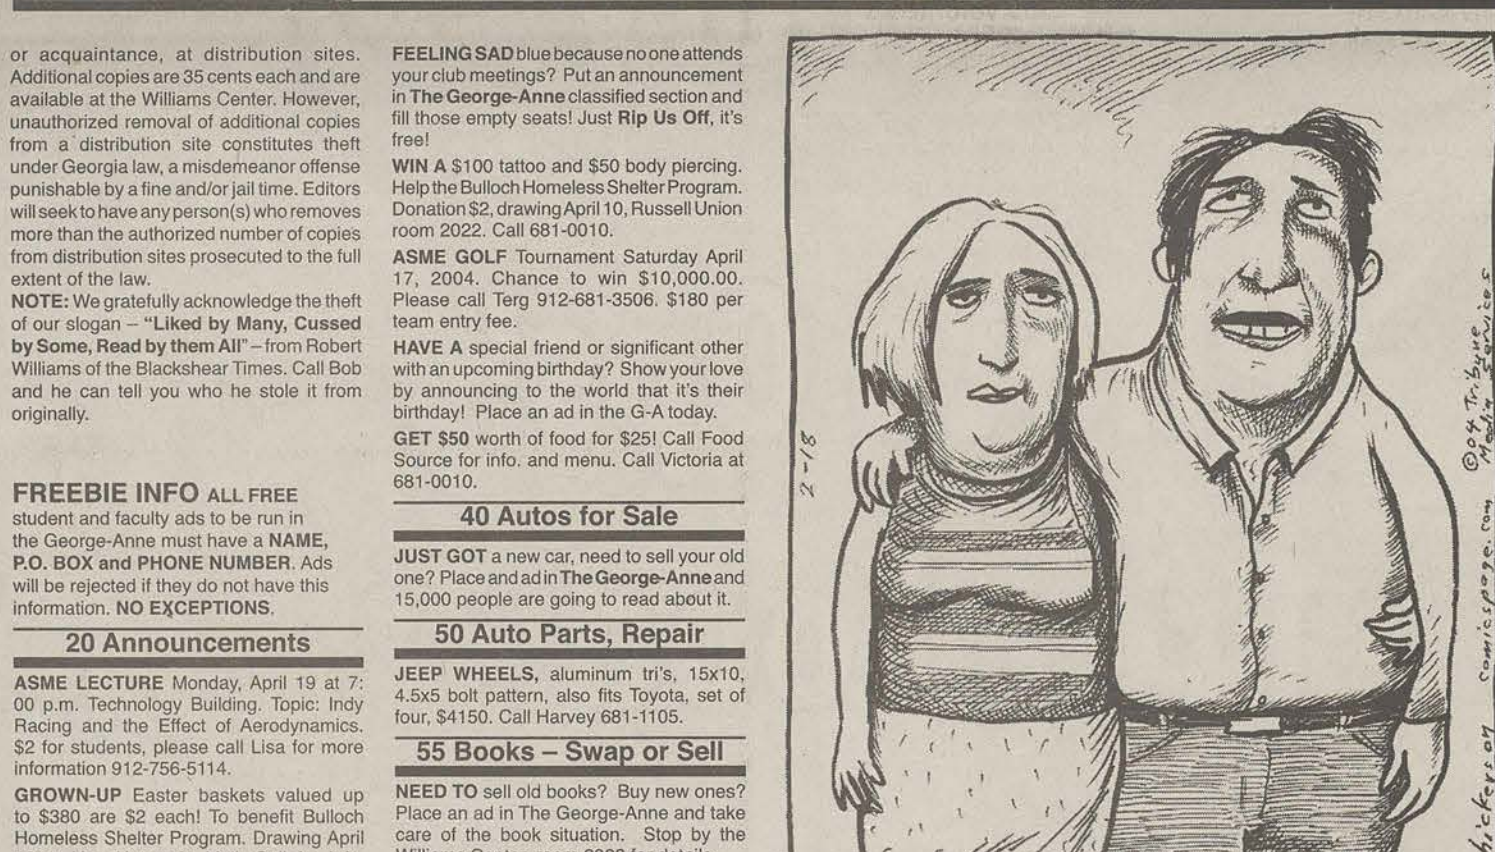 or acquaintance, at distribution sites.
Additional copies are 35 cents each and are
available at the Williams Center. However,
unauthorized removal of additional copies
from a distribution site constitutes theft
under Georgia law, a misdemeanor offense
punishable by a fine and/or jail time. Editors
will seek to have any person(s) who removes
more than the authorized number of copies
from distribution sites prosecuted to the full
extent of the law.
NOTE: We gratefully acknowledge the theft
of our slogan – "Liked by Many, Cussed
by Some, Read by them All" – from Robert
Williams of the Blackshear Times. Call Bob
and he can tell you who he stole it from
originally.
FREEBIE INFO ALL FREE
student and faculty ads to be run in
the George-Anne must have a NAME,
P.O. BOX and PHONE NUMBER. Ads
will be rejected if they do not have this
information. NO EXCEPTIONS.
20 Announcements
ASME LECTURE Monday, April 19 at 7:
00 p.m. Technology Building. Topic: Indy
Racing and the Effect of Aerodynamics.
$2 for students, please call Lisa for more
information 912-756-5114.
GROWN-UP Easter baskets valued up
to $380 are $2 each! To benefit Bulloch
Homeless Shelter Program. Drawing April
FEELING SAD blue because no one attends
your club meetings? Put an announcement
in The George-Anne classified section and
fill those empty seats! Just Rip Us Off, it's
free!
WIN A $100 tattoo and $50 body piercing.
Help the Bulloch Homeless Shelter Program.
Donation $2, drawing April 10, Russell Union
room 2022. Call 681-0010.
ASME GOLF Tournament Saturday April
17, 2004. Chance to win $10,000.00.
Please call Terg 912-681-3506. $180 per
team entry fee.
HAVE A special friend or significant other
with an upcoming birthday? Show your love
by announcing to the world that it's their
birthday! Place an ad in the G-A today.
GET $50 worth of food for $25! Call Food
Source for info. and menu. Call Victoria at
681-0010.
40 Autos for Sale
JUST GOT a new car, need to sell your old
one? Place and ad in The George-Anne and
15,000 people are going to read about it.
50 Auto Parts, Repair
JEEP WHEELS, aluminum tri's, 15x10,
4.5x5 bolt pattern, also fits Toyota, set of
four, $4150. Call Harvey 681-1105.
55 Books – Swap or Sell
NEED TO sell old books? Buy new ones?
Place an ad in The George-Anne and take
care of the book situation. Stop by the
2-18
©04 Tribune
Media Services
comicspage.com